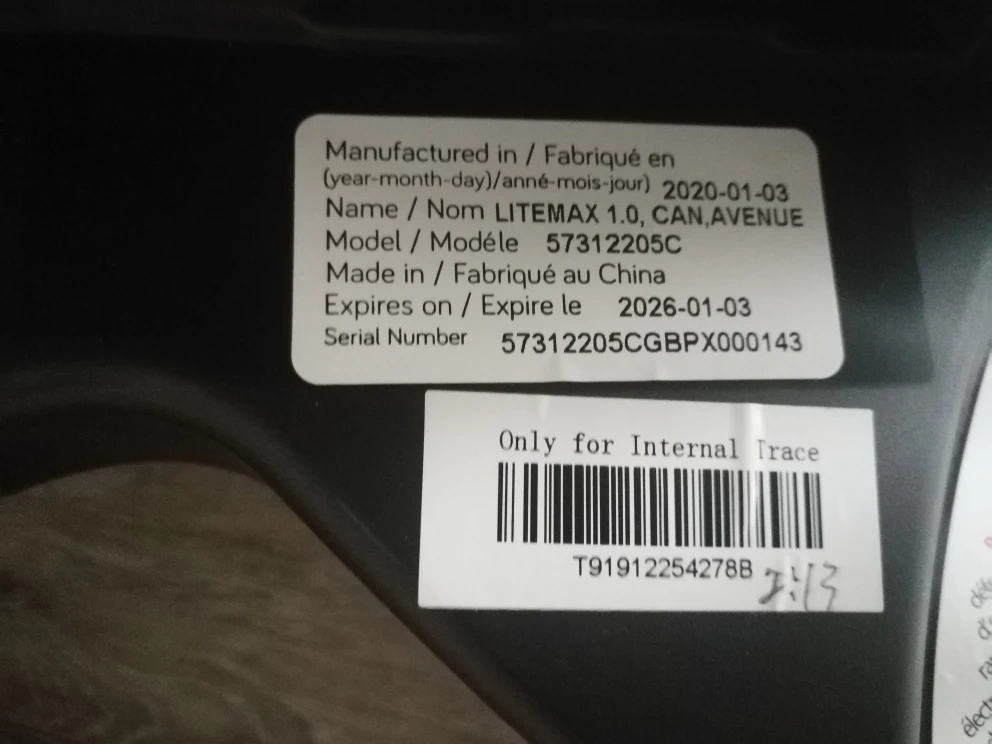 Manufactured in / Fabriqué en
(year-month-day)/anné-mois-jour) 2020-01-03
Name / Nom LITEMAX 1.0, CAN,AVENUE
Model / Modéle 57312205C
Made in / Fabriqué au China
Expires on / Expire le 2026-01-03
Serial Number 57312205CGBPX000143
Only for Internal Trace
T91912254278B